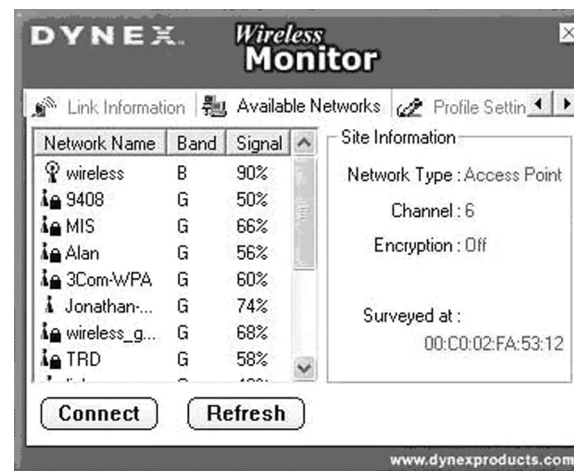 DYNEX. Wireless Monitor
Link Information Available Networks Profile Settin
Network Name Band Signal
wireless B 90%
9408 G 50%
MIS G 66%
Alan G 56%
3Com-WPA G 60%
Jonathan-... G 74%
wireless_g... G 68%
TRD G 58%
Site Information
Network Type : Access Point
Channel : 6
Encryption : Off
Surveyed at :
00:C0:02:FA:53:12
Connect Refresh
www.dynexproducts.com